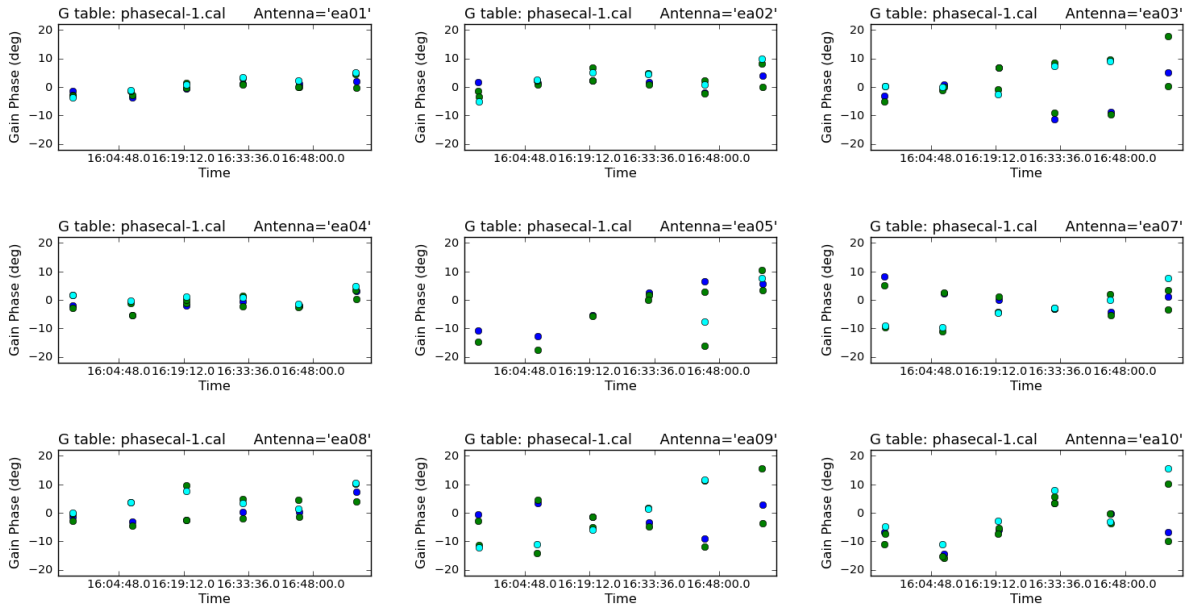 G table: phasecal-1.cal Antenna='ea01'
20
10
0
−10
−20
Gain Phase (deg)
16:04:48.0 16:19:12.0 16:33:36.0 16:48:00.0
Time
G table: phasecal-1.cal Antenna='ea02'
20
10
0
−10
−20
Gain Phase (deg)
16:04:48.0 16:19:12.0 16:33:36.0 16:48:00.0
Time
G table: phasecal-1.cal Antenna='ea03'
20
10
0
−10
−20
Gain Phase (deg)
16:04:48.0 16:19:12.0 16:33:36.0 16:48:00.0
Time
G table: phasecal-1.cal Antenna='ea04'
20
10
0
−10
−20
Gain Phase (deg)
16:04:48.0 16:19:12.0 16:33:36.0 16:48:00.0
Time
G table: phasecal-1.cal Antenna='ea05'
20
10
0
−10
−20
Gain Phase (deg)
16:04:48.0 16:19:12.0 16:33:36.0 16:48:00.0
Time
G table: phasecal-1.cal Antenna='ea07'
20
10
0
−10
−20
Gain Phase (deg)
16:04:48.0 16:19:12.0 16:33:36.0 16:48:00.0
Time
G table: phasecal-1.cal Antenna='ea08'
20
10
0
−10
−20
Gain Phase (deg)
16:04:48.0 16:19:12.0 16:33:36.0 16:48:00.0
Time
G table: phasecal-1.cal Antenna='ea09'
20
10
0
−10
−20
Gain Phase (deg)
16:04:48.0 16:19:12.0 16:33:36.0 16:48:00.0
Time
G table: phasecal-1.cal Antenna='ea10'
20
10
0
−10
−20
Gain Phase (deg)
16:04:48.0 16:19:12.0 16:33:36.0 16:48:00.0
Time